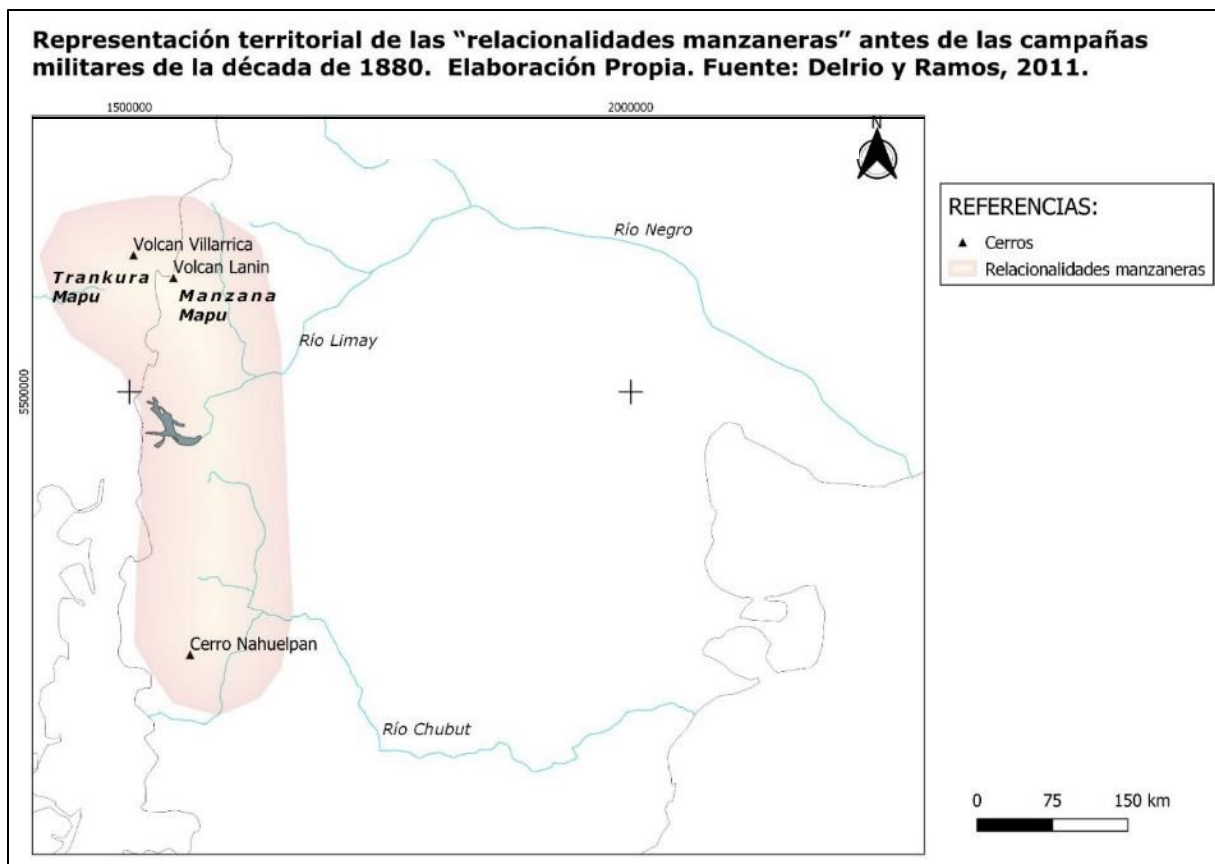 Representación territorial de las “relacionalidades manzaneras” antes de las campañas
militares de la década de 1880.  Elaboración Propia. Fuente: Delrio y Ramos, 2011.
1500000
2000000
N
REFERENCIAS:
Cerros
Relacionalidades manzaneras
Río Negro
Volcan Villarrica
Volcan Lanin
Trankura
Mapu
Manzana
Mapu
Río Limay
5500000
Cerro Nahuelpan
Río Chubut
0 75 150 km